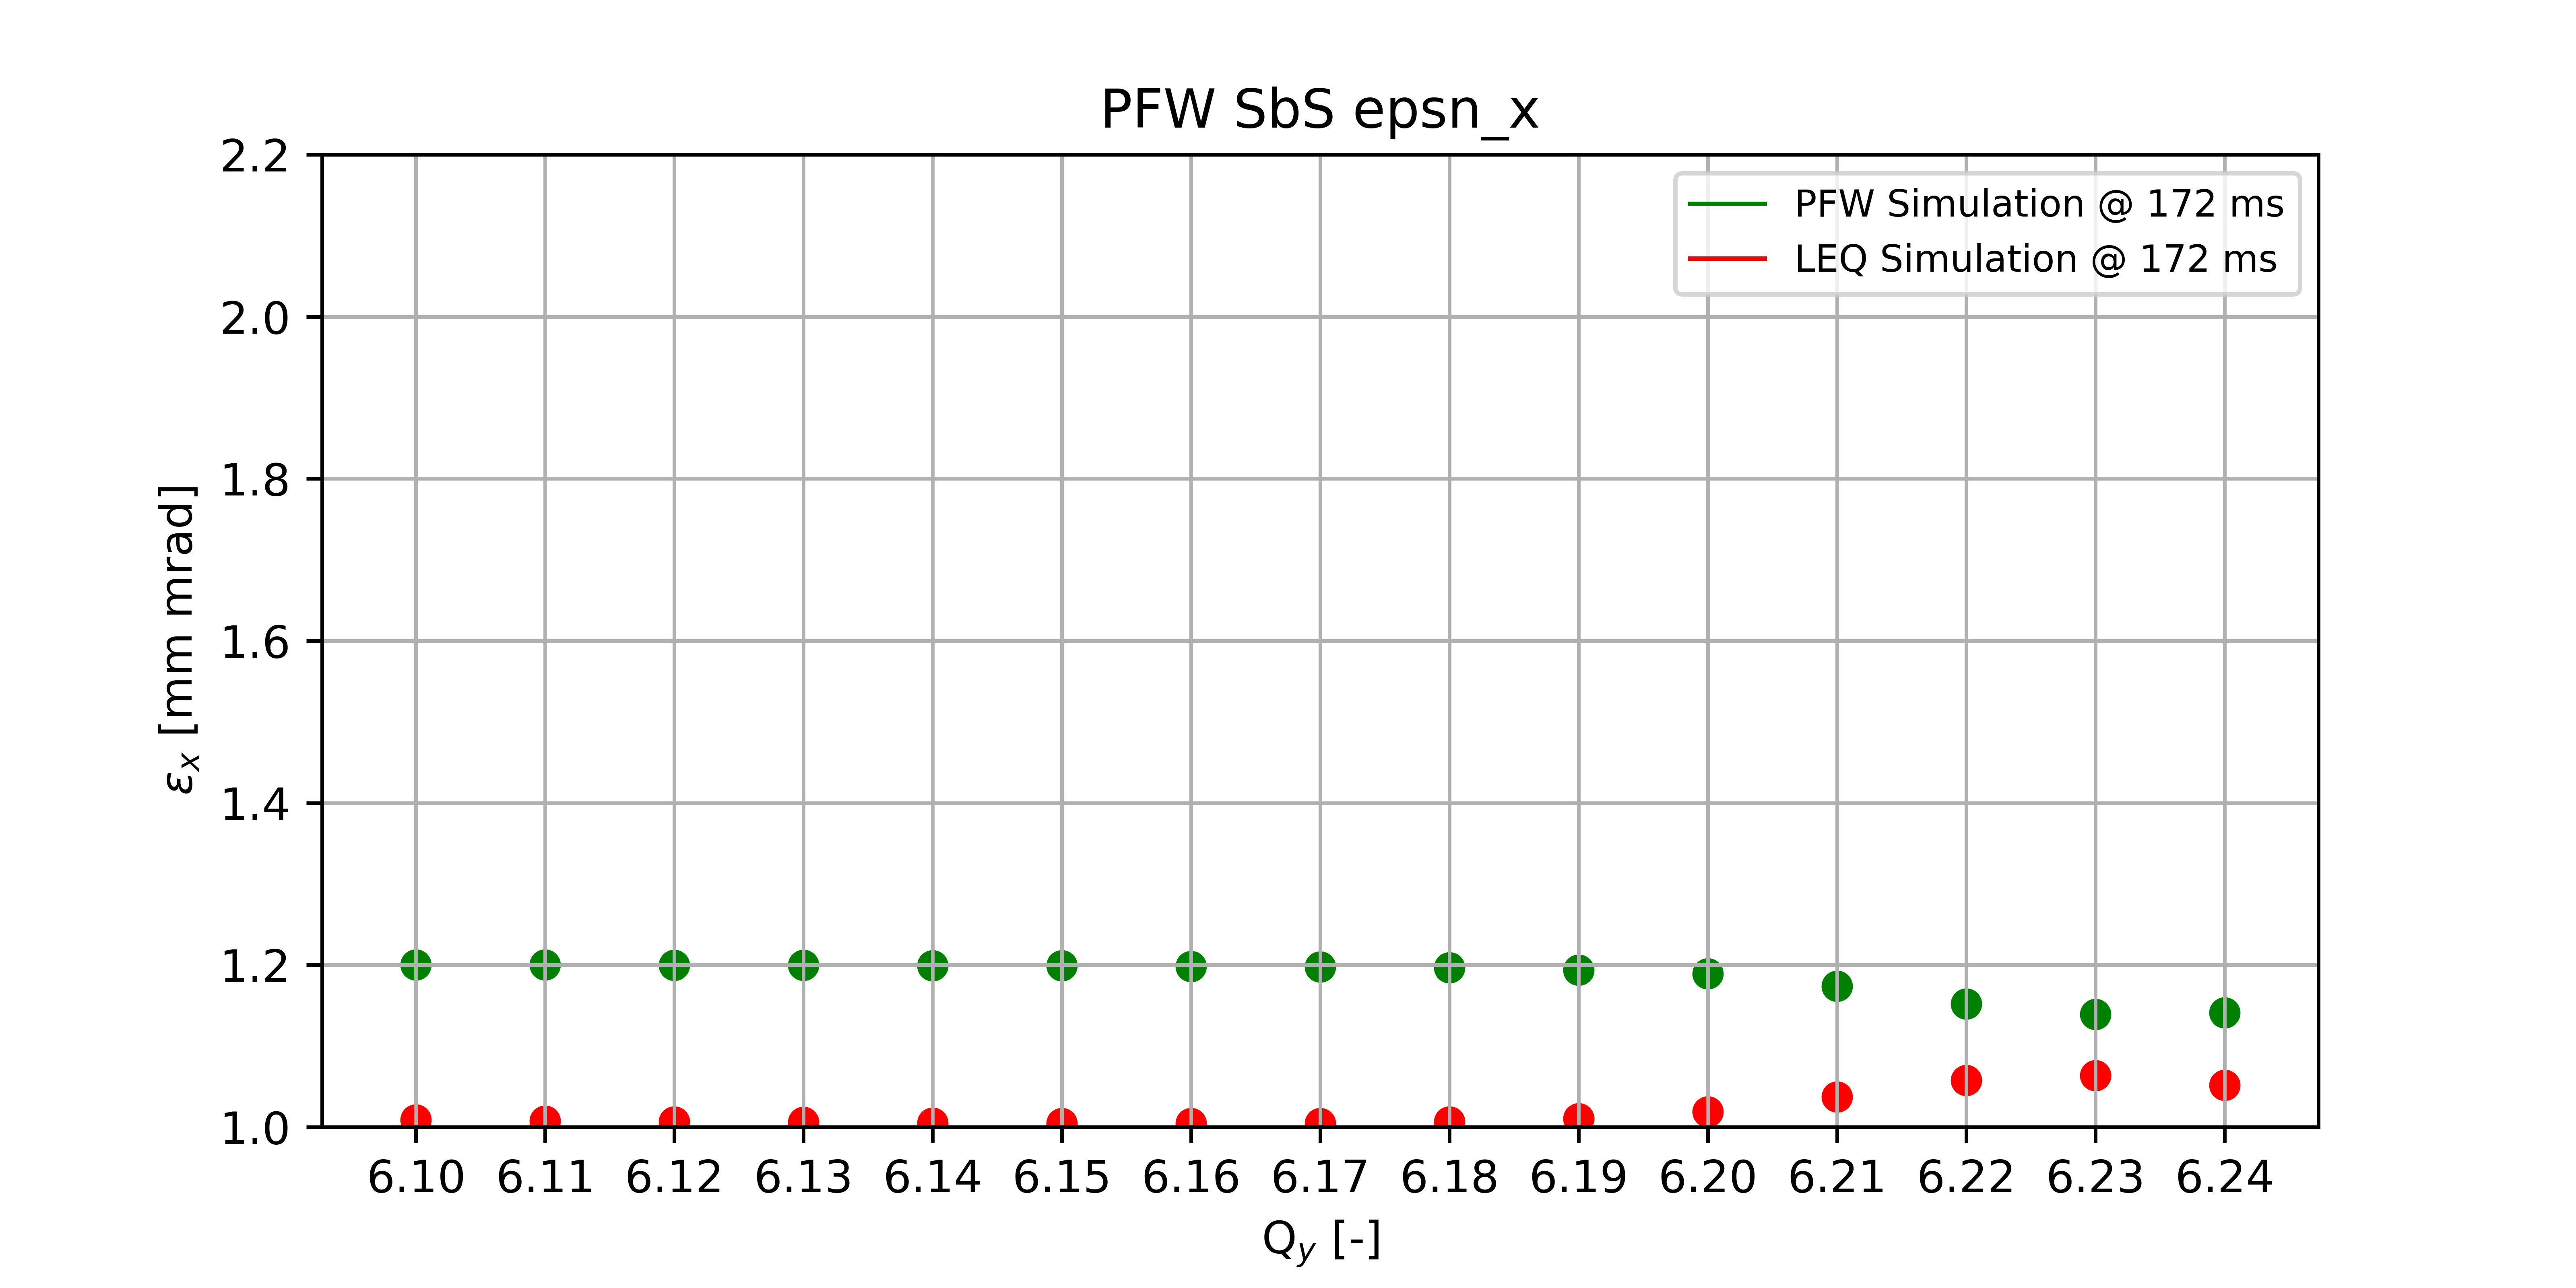 PFW SbS epsn_x
2.2
2.0
1.8
1.6
1.4
1.2
1.0
εx [mm mrad]
PFW Simulation @ 172 ms
LEQ Simulation @ 172 ms
6.10 6.11 6.12 6.13 6.14 6.15 6.16 6.17 6.18 6.19 6.20 6.21 6.22 6.23 6.24
Qy [-]